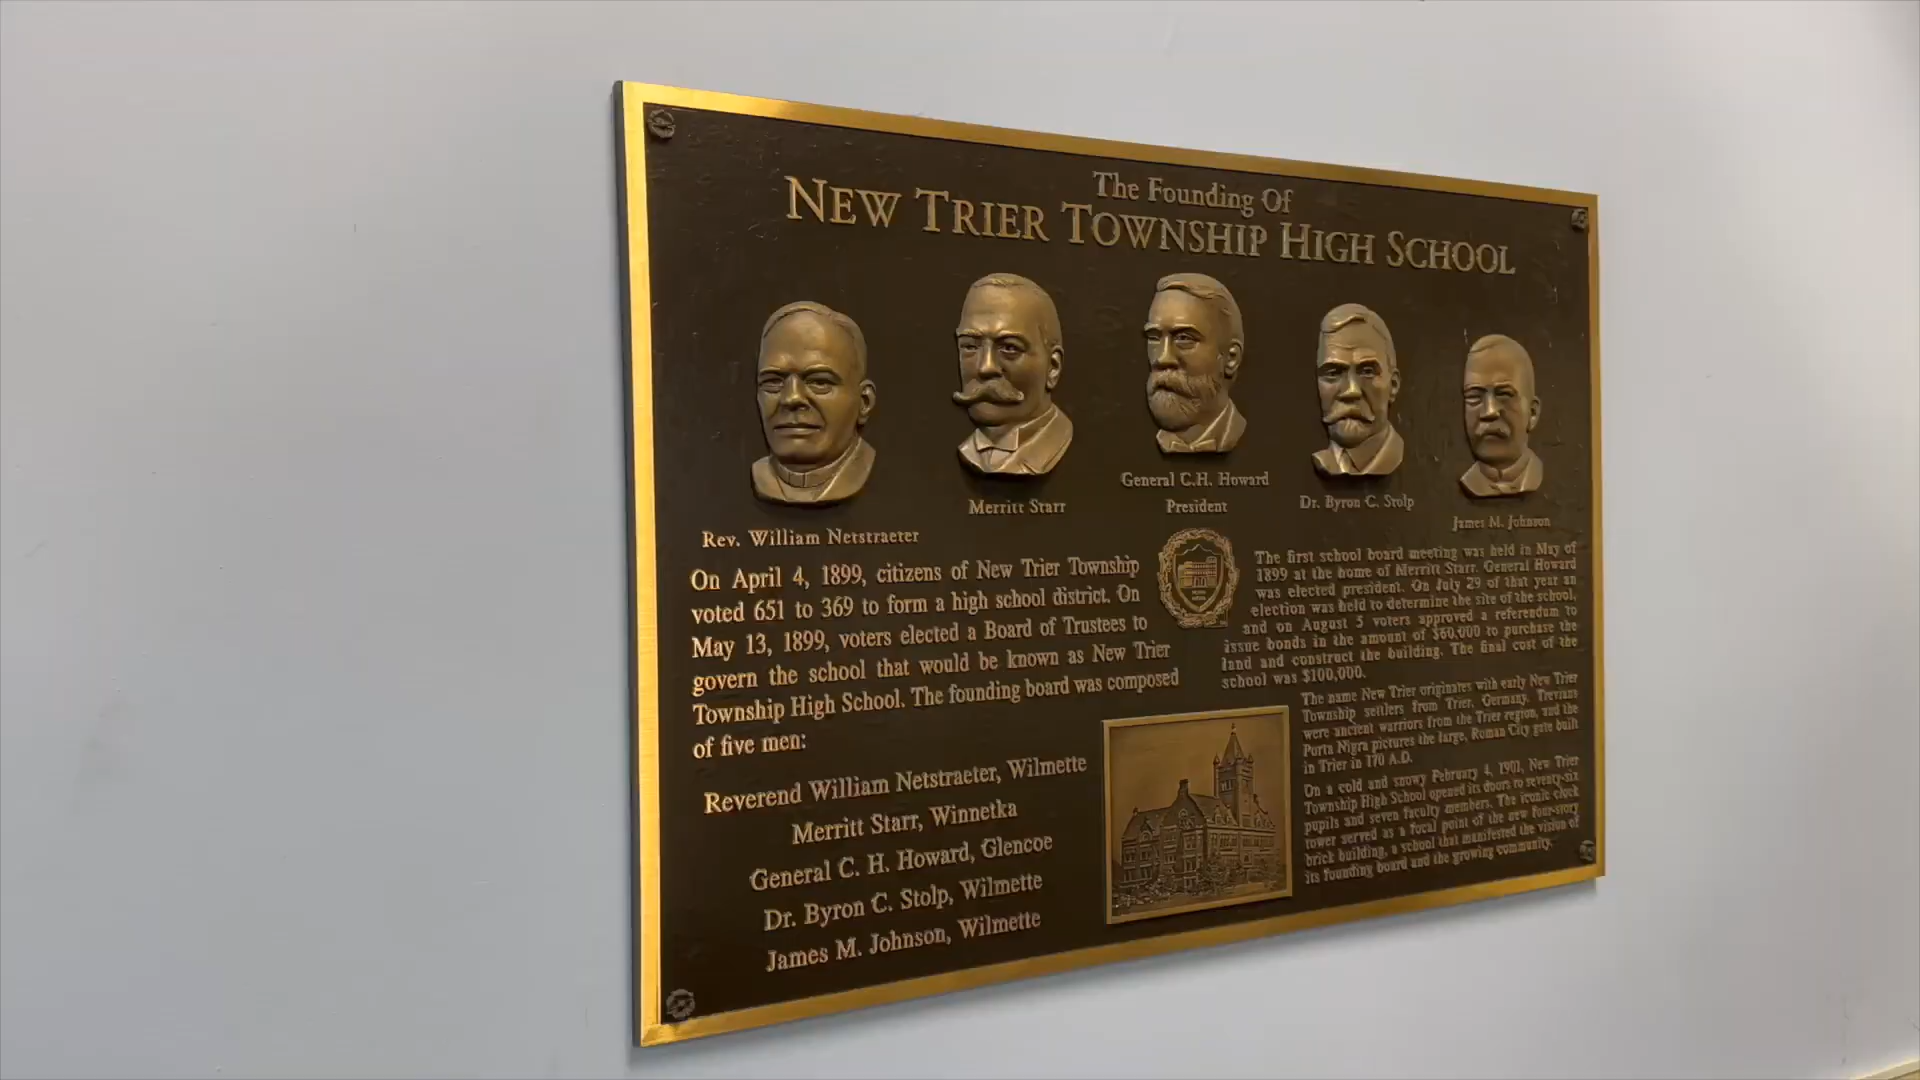 The Founding Of
NEW TRIER TOWNSHIP HIGH SCHOOL
Rev. William Netstraeter
Merritt Starr
General C.H. Howard
President
Dr. Byron C. Stolp
James M. Johnson
On April 4, 1899, citizens of New Trier Township
voted 651 to 369 to form a high school district. On
May 13, 1899, voters elected a Board of Trustees to
govern the school that would be known as New Trier
Township High School. The founding board was composed
of five men:
Reverend William Netstraeter, Wilmette
Merritt Starr, Winnetka
General C. H. Howard, Glencoe
Dr. Byron C. Stolp, Wilmette
James M. Johnson, Wilmette
The first school board meeting was held in May of
1899 at the home of Merritt Starr. General Howard
was elected president. On July 29 of that year an
election was held to determine the site of the school,
and on August 5 voters approved a referendum to
issue bonds in the amount of $60,000 to purchase the
land and construct the building. The final cost of the
school was $100,000.
The name New Trier originates with early New Trier
Township settlers from Trier, Germany. Trevians
were ancient warriors from the Trier region, and the
Porta Nigra pictures the large, Roman City gate built
in Trier in 170 A.D.
On a cold and snowy February 4, 1901, New Trier
Township High School opened its doors to seventy-six
pupils and seven faculty members. The iconic clock
tower served as a focal point of the new four-story
brick building, a school that manifested the vision of
its founding board and the growing community.